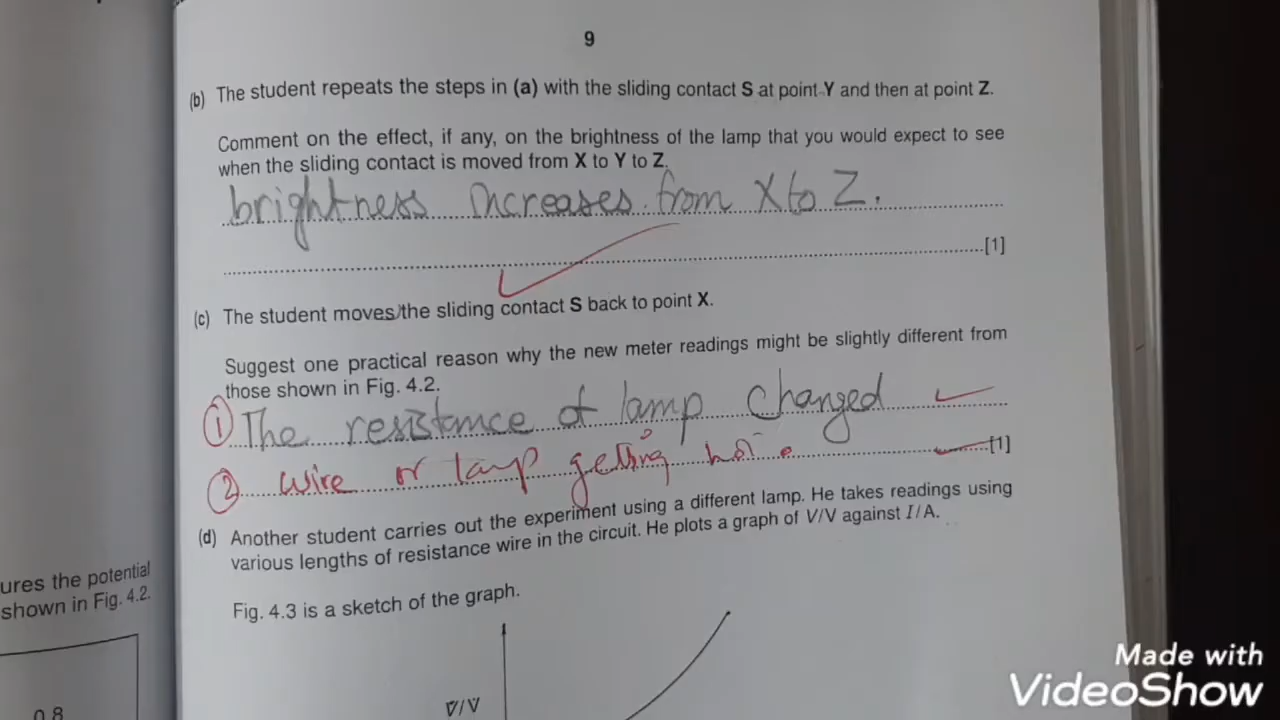 9
(b) The student repeats the steps in (a) with the sliding contact S at point Y and then at point Z.
Comment on the effect, if any, on the brightness of the lamp that you would expect to see
when the sliding contact is moved from X to Y to Z.
brightness increases from X to Z.
[1]
(c) The student moves the sliding contact S back to point X.
Suggest one practical reason why the new meter readings might be slightly different from
those shown in Fig. 4.2.
① The resistance of lamp changed
② wire or lamp getting hot [1]
(d) Another student carries out the experiment using a different lamp. He takes readings using
various lengths of resistance wire in the circuit. He plots a graph of V/V against I/A.
ures the potential
shown in Fig. 4.2.
Fig. 4.3 is a sketch of the graph.
V/V
0.8
Made with
VideoShow